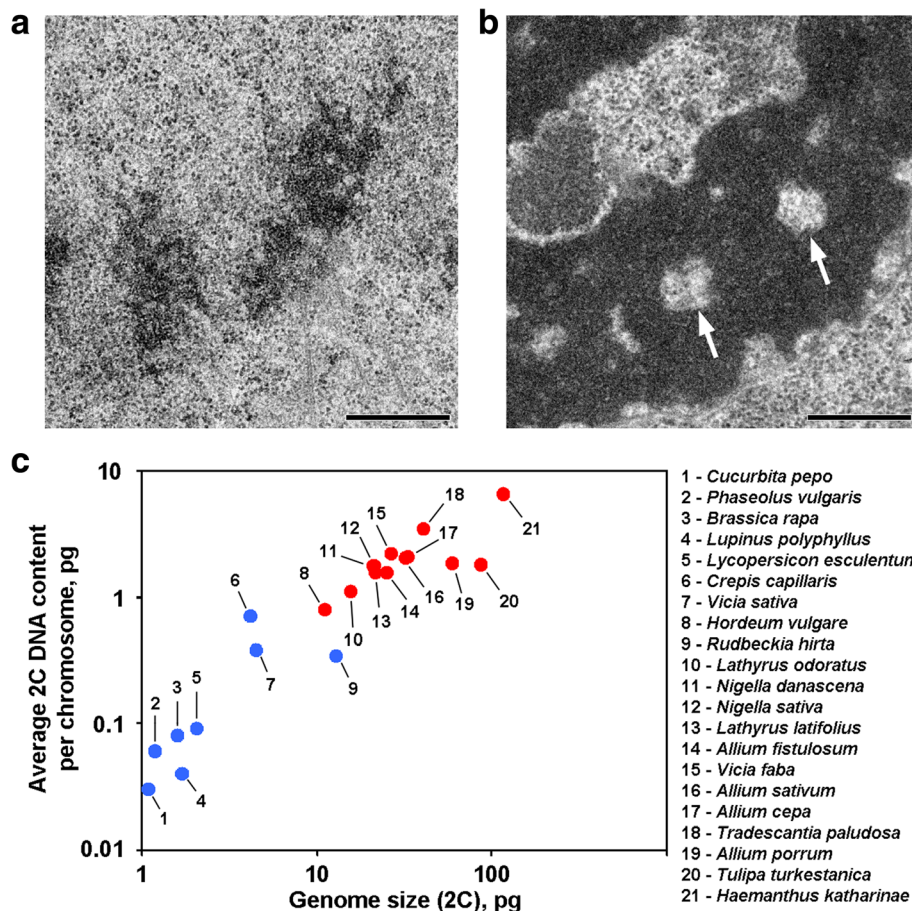 a
b
c
10
1
0.1
0.01
Average 2C DNA content
per chromosome, pg
1
10
100
Genome size (2C), pg
18
15
12
17
21
11
8
6
16
10
13
14
19
20
9
7
5
3
2
4
1
1 - Cucurbita pepo
2 - Phaseolus vulgaris
3 - Brassica rapa
4 - Lupinus polyphyllus
5 - Lycopersicon esculentum
6 - Crepis capillaris
7 - Vicia sativa
8 - Hordeum vulgare
9 - Rudbeckia hirta
10 - Lathyrus odoratus
11 - Nigella danascena
12 - Nigella sativa
13 - Lathyrus latifolius
14 - Allium fistulosum
15 - Vicia faba
16 - Allium sativum
17 - Allium cepa
18 - Tradescantia paludosa
19 - Allium porrum
20 - Tulipa turkestanica
21 - Haemanthus katharinae